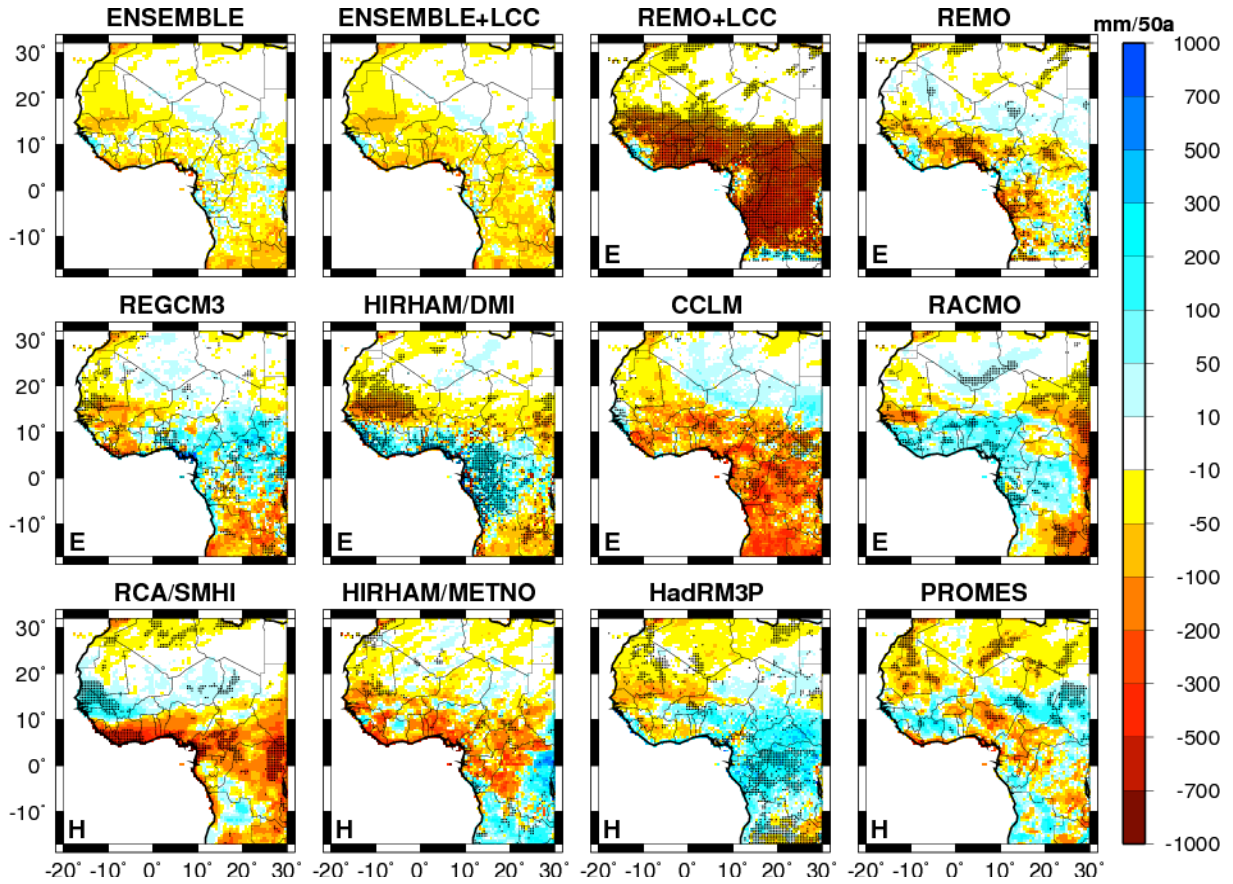 ENSEMBLE ENSEMBLE+LCC REMO+LCC REMO
mm/50a
30° 1000
20° 700
10° 500
0° 300
-10° E E 200
REGCM3 HIRHAM/DMI CCLM RACMO
100
30° 50
20° 10
10° -10
0° -50
-10° E E E E -100
RCA/SMHI HIRHAM/METNO HadRM3P PROMES
-200
30° -300
20° -500
10° -700
0° -1000
-10° H H H H
-20° -10° 0° 10° 20° 30° -20° -10° 0° 10° 20° 30° -20° -10° 0° 10° 20° 30° -20° -10° 0° 10° 20° 30°